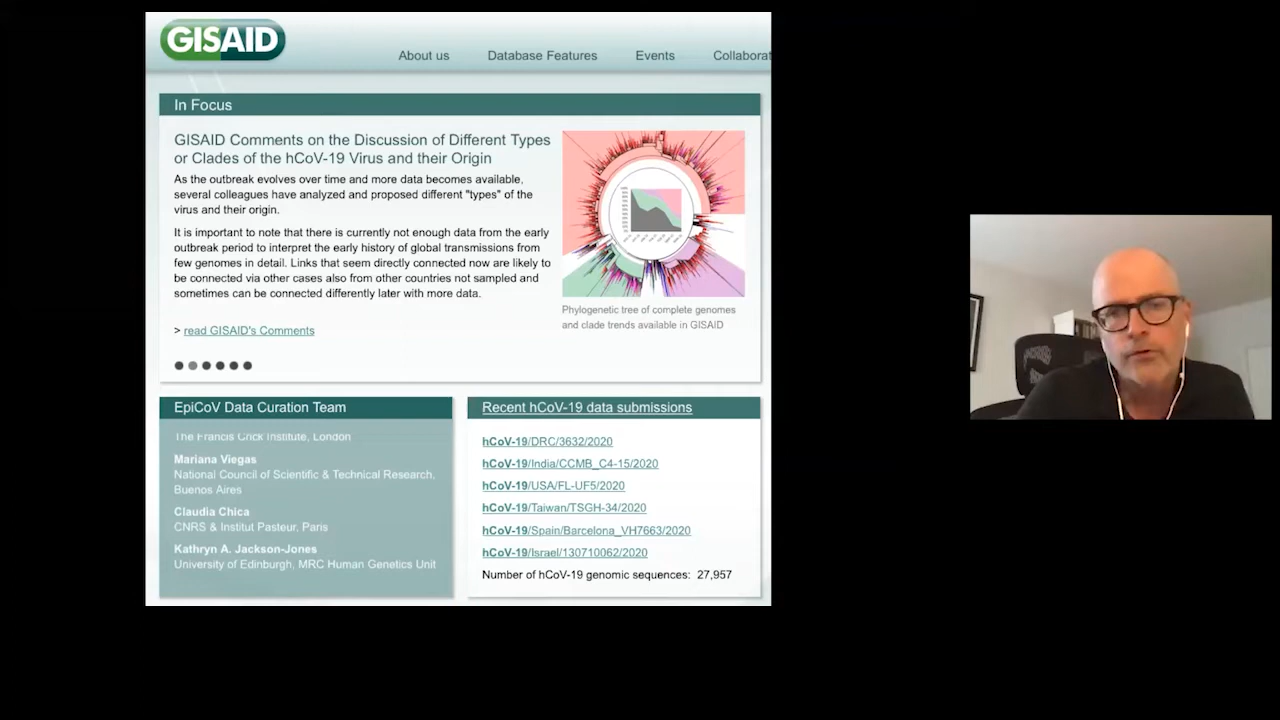 GISAID
About us Database Features Events Collaborat
In Focus
GISAID Comments on the Discussion of Different Types
or Clades of the hCoV-19 Virus and their Origin
As the outbreak evolves over time and more data becomes available,
several colleagues have analyzed and proposed different "types" of the
virus and their origin.
It is important to note that there is currently not enough data from the early
outbreak period to interpret the early history of global transmissions from
few genomes in detail. Links that seem directly connected now are likely to
be connected via other cases also from other countries not sampled and
sometimes can be connected differently later with more data.
> read GISAID's Comments
Phylogenetic tree of complete genomes
and clade trends available in GISAID
EpiCoV Data Curation Team
The Francis Crick Institute, London
Mariana Viegas
National Council of Scientific & Technical Research,
Buenos Aires
Claudia Chica
CNRS & Institut Pasteur, Paris
Kathryn A. Jackson-Jones
University of Edinburgh, MRC Human Genetics Unit
Recent hCoV-19 data submissions
hCoV-19/DRC/3632/2020
hCoV-19/India/CCMB_C4-15/2020
hCoV-19/USA/FL-UF5/2020
hCoV-19/Taiwan/TSGH-34/2020
hCoV-19/Spain/Barcelona_VH7663/2020
hCoV-19/Israel/130710062/2020
Number of hCoV-19 genomic sequences: 27,957